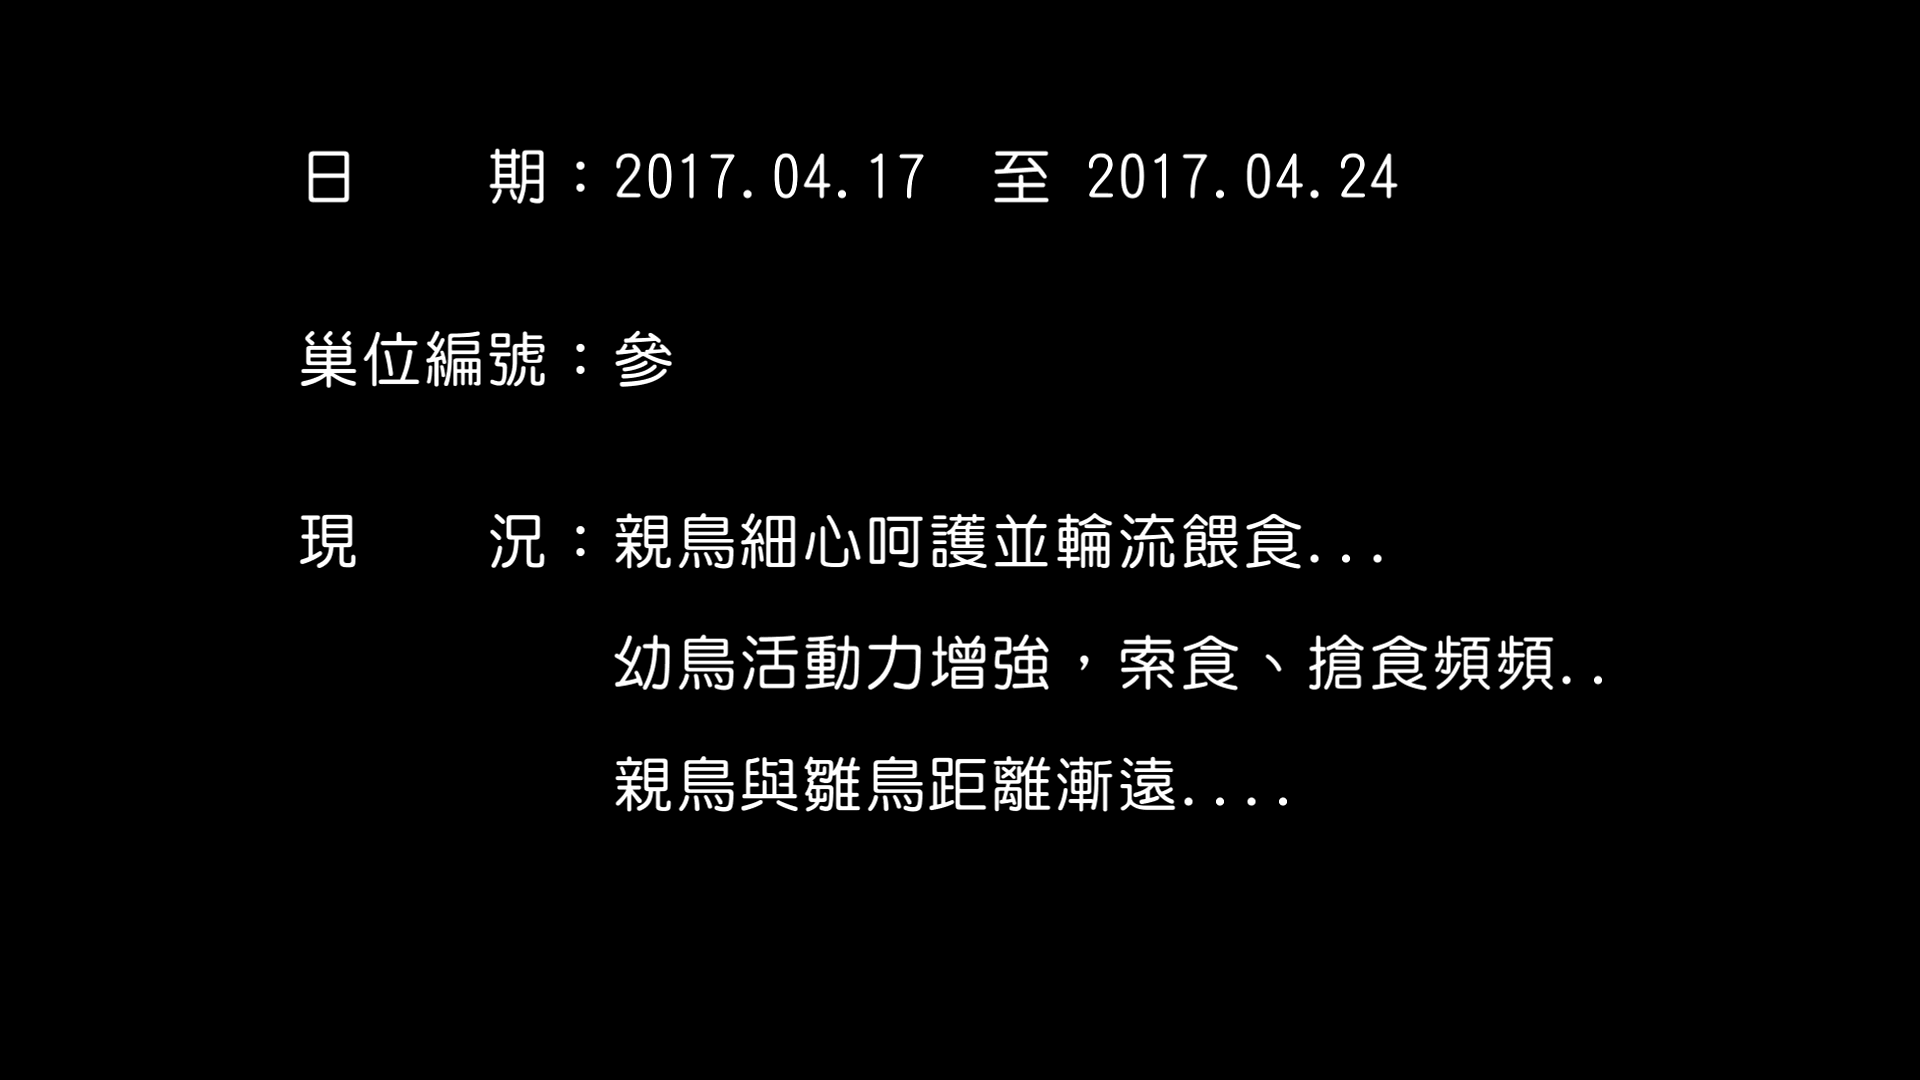 日　　期：2017.04.17　至 2017.04.24
巢位編號：參
現　　況：親鳥細心呵護並輪流餵食...
幼鳥活動力增強，索食、搶食頻頻..
親鳥與雛鳥距離漸遠....